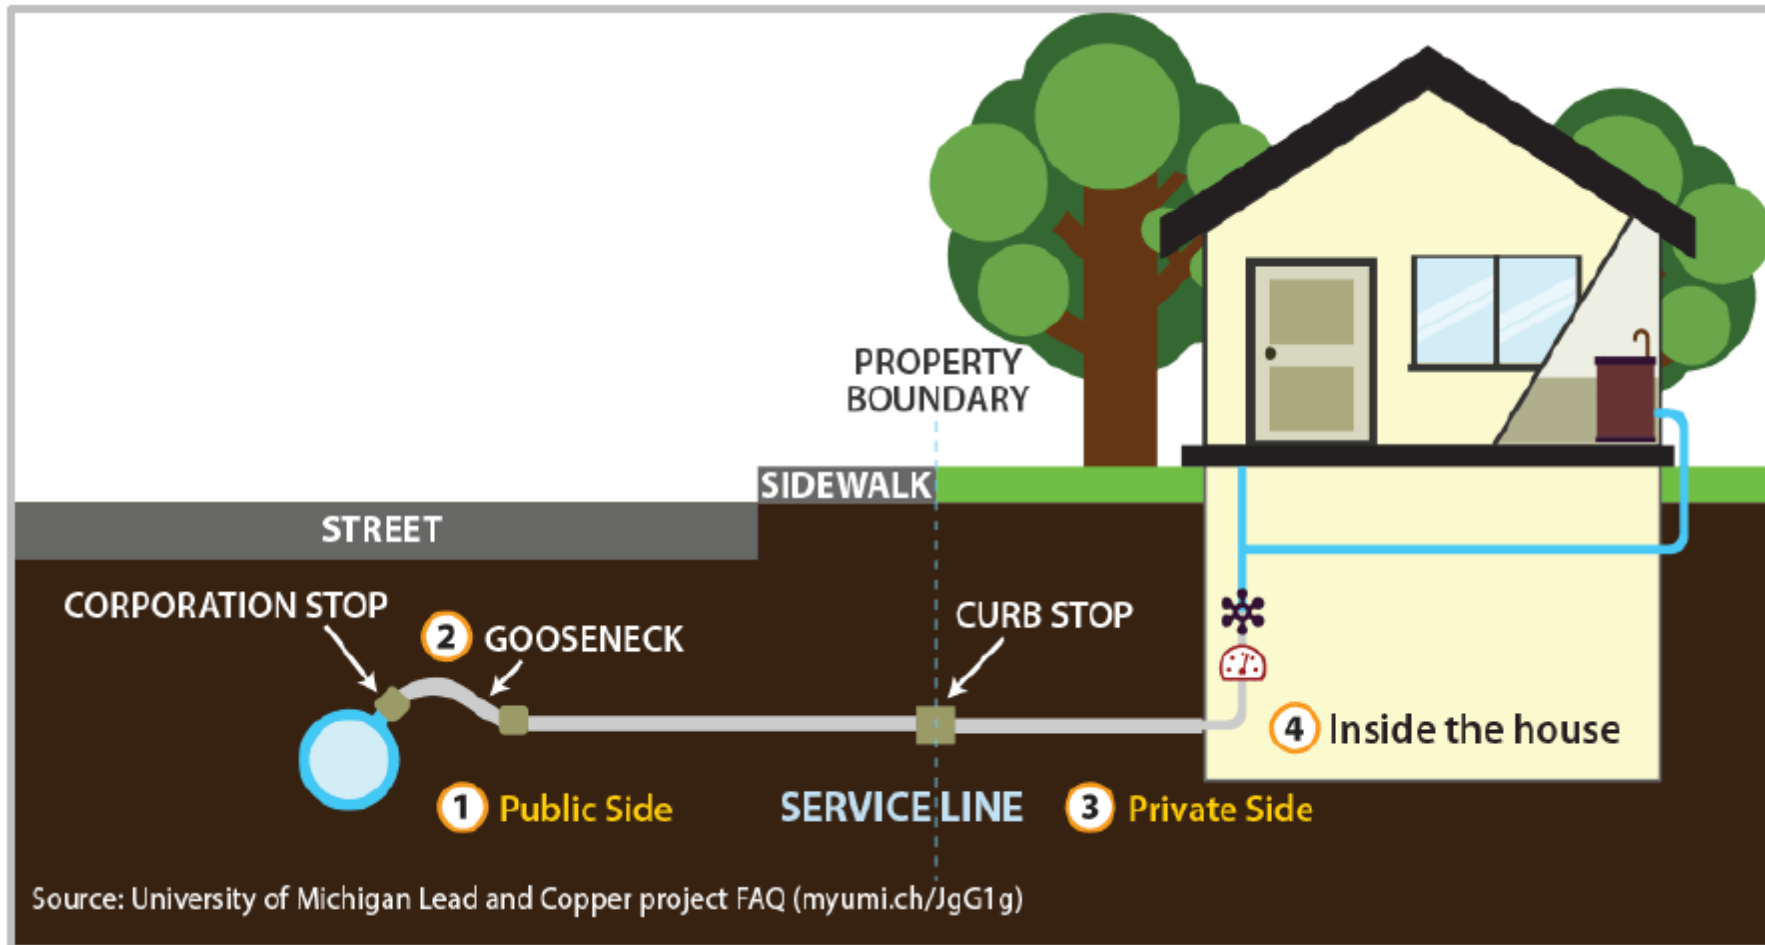 PROPERTY
BOUNDARY
SIDEWALK
STREET
CORPORATION STOP
2 GOOSENECK
CURB STOP
4 Inside the house
1 Public Side
SERVICE LINE
3 Private Side
Source: University of Michigan Lead and Copper project FAQ (myumi.ch/JgG1g)